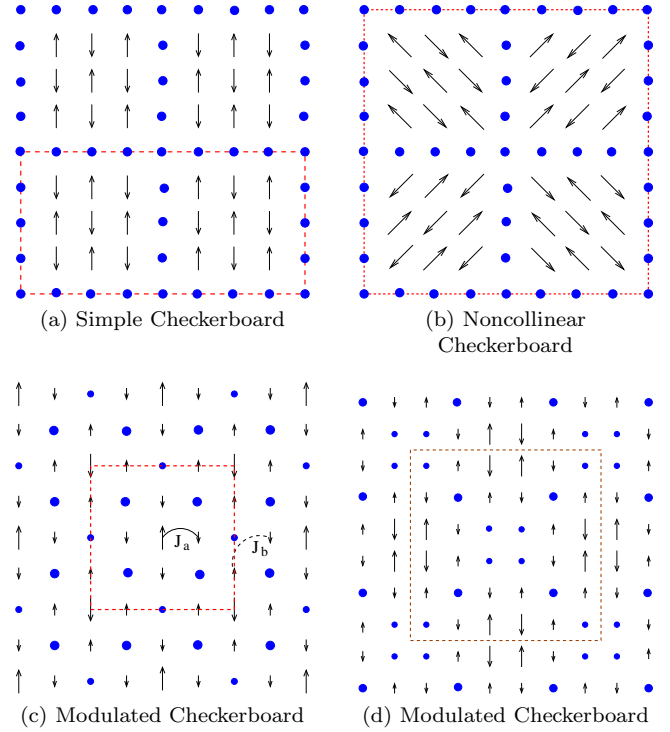 (a) Simple Checkerboard
(b) Noncollinear
Checkerboard
J_a
J_b
(c) Modulated Checkerboard
(d) Modulated Checkerboard